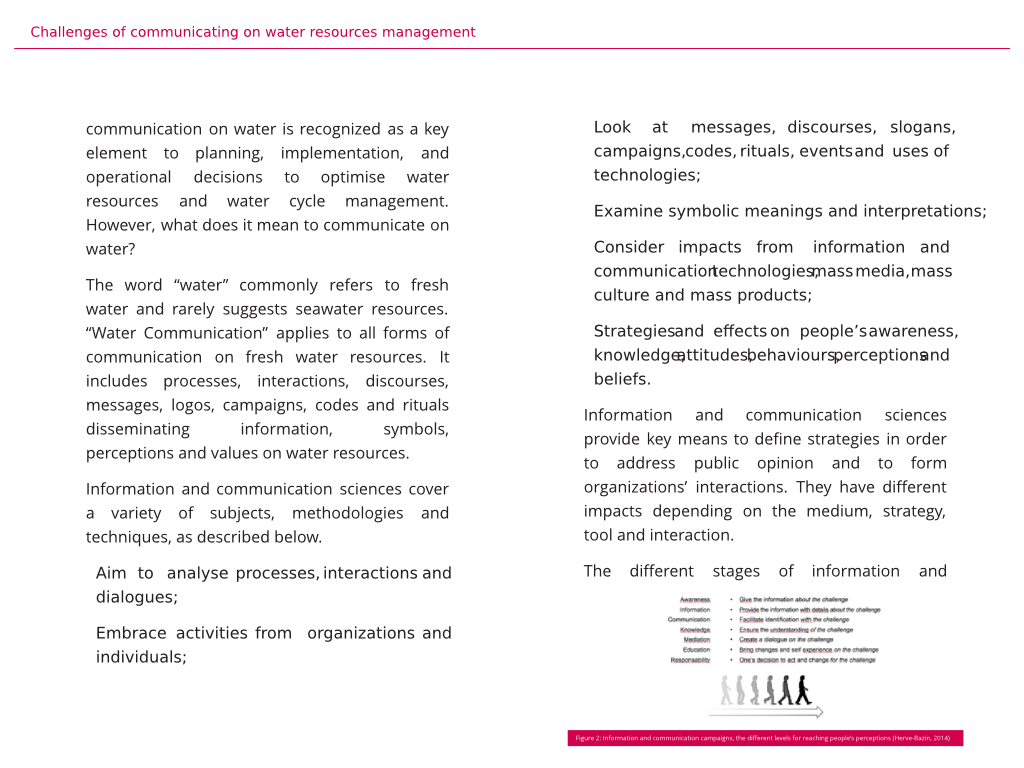 Challenges of communicating on water resources management
communication on water is recognized as a key
element to planning, implementation, and
operational decisions to optimise water
resources and water cycle management.
However, what does it mean to communicate on
water?
The word “water” commonly refers to fresh
water and rarely suggests seawater resources.
“Water Communication” applies to all forms of
communication on fresh water resources. It
includes processes, interactions, discourses,
messages, logos, campaigns, codes and rituals
disseminating information, symbols,
perceptions and values on water resources.
Information and communication sciences cover
a variety of subjects, methodologies and
techniques, as described below.
Aim to analyse processes, interactions and
dialogues;
Embrace activities from organizations and
individuals;
Look at messages, discourses, slogans,
campaigns, codes, rituals, events and uses of
technologies;
Examine symbolic meanings and interpretations;
Consider impacts from information and
communication technologies, mass media, mass
culture and mass products;
Strategies and effects on people’s awareness,
knowledge, attitudes, behaviours, perceptions and
beliefs.
Information and communication sciences
provide key means to define strategies in order
to address public opinion and to form
organizations’ interactions. They have different
impacts depending on the medium, strategy,
tool and interaction.
The different stages of information and
Awareness • Give the information about the challenge
Information • Provide the information with details about the challenge
Communication • Facilitate identification with the challenge
Knowledge • Ensure the understanding of the challenge
Mediation • Create a dialogue on the challenge
Education • Bring changes and self experience on the challenge
Responsability • One's decision to act and change for the challenge
Figure 2: Information and communication campaigns, the different levels for reaching people’s perceptions (Herve-Bazin, 2014)